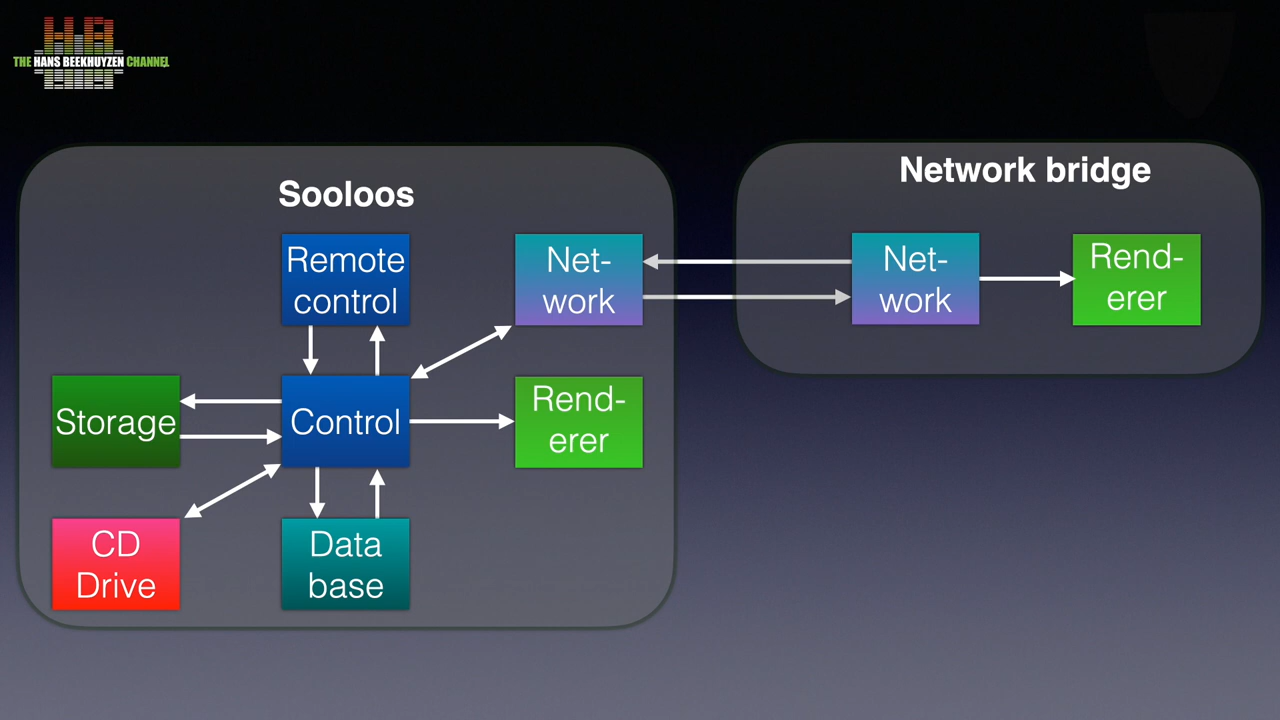 THE HANS BEEKHUYZEN CHANNEL
Sooloos
Remote
control
Net-
work
Storage
Control
Rend-
erer
CD
Drive
Data
base
Network bridge
Net-
work
Rend-
erer